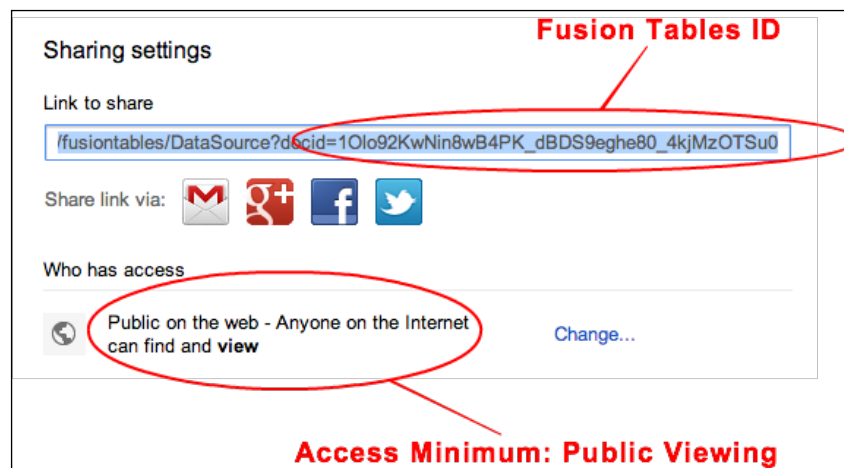 Fusion Tables ID
Sharing settings
Link to share
/fusiontables/DataSource?docid=1Olo92KwNin8wB4PK_dBDS9eghe80_4kjMzOTSu0
Share link via:
Who has access
Public on the web - Anyone on the Internet
can find and view
Change...
Access Minimum: Public Viewing